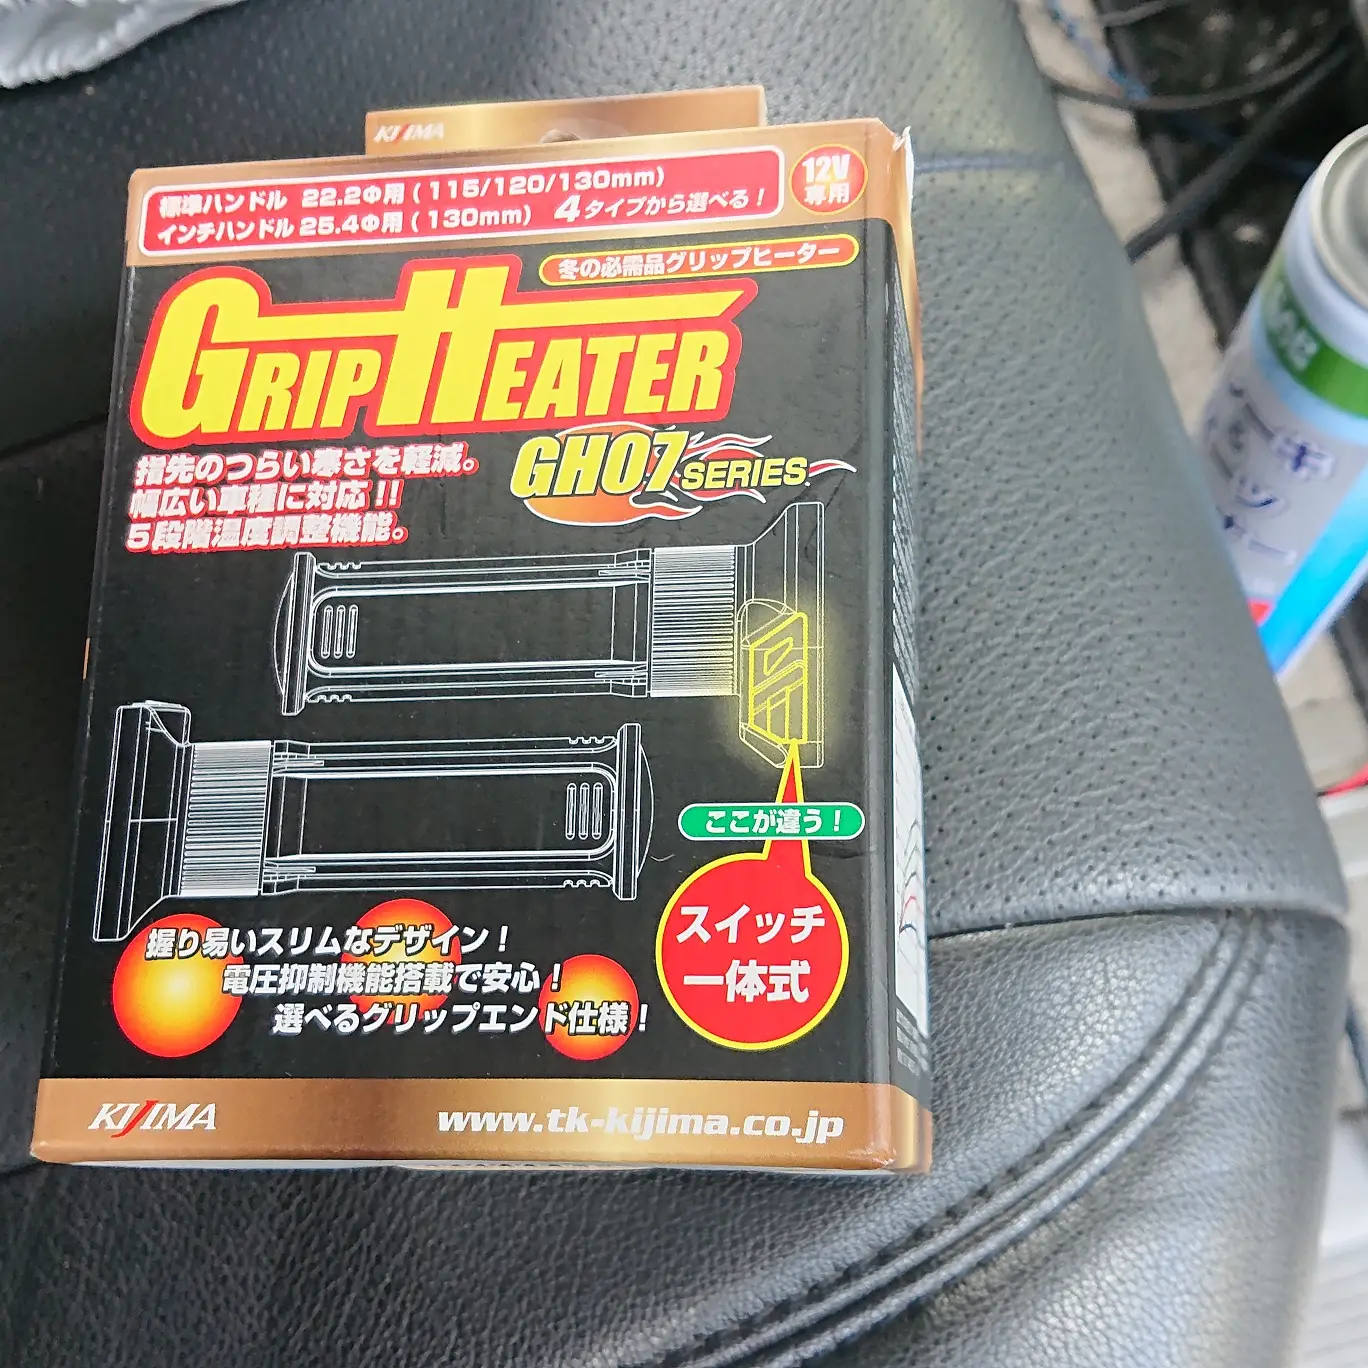 KIJIMA
標準ハンドル 22.2Φ用 ( 115/120/130mm)
インチハンドル 25.4Φ用 ( 130mm) 4タイプから選べる!
12V
専用
冬の必需品グリップヒーター
GRIP HEATER
GH07 SERIES
指先のつらい寒さを軽減。
幅広い車種に対応!!
5段階温度調整機能。
ここが違う!
スイッチ
一体式
握り易いスリムなデザイン!
電圧抑制機能搭載で安心!
選べるグリップエンド仕様!
KIJIMA
www.tk-kijima.co.jp